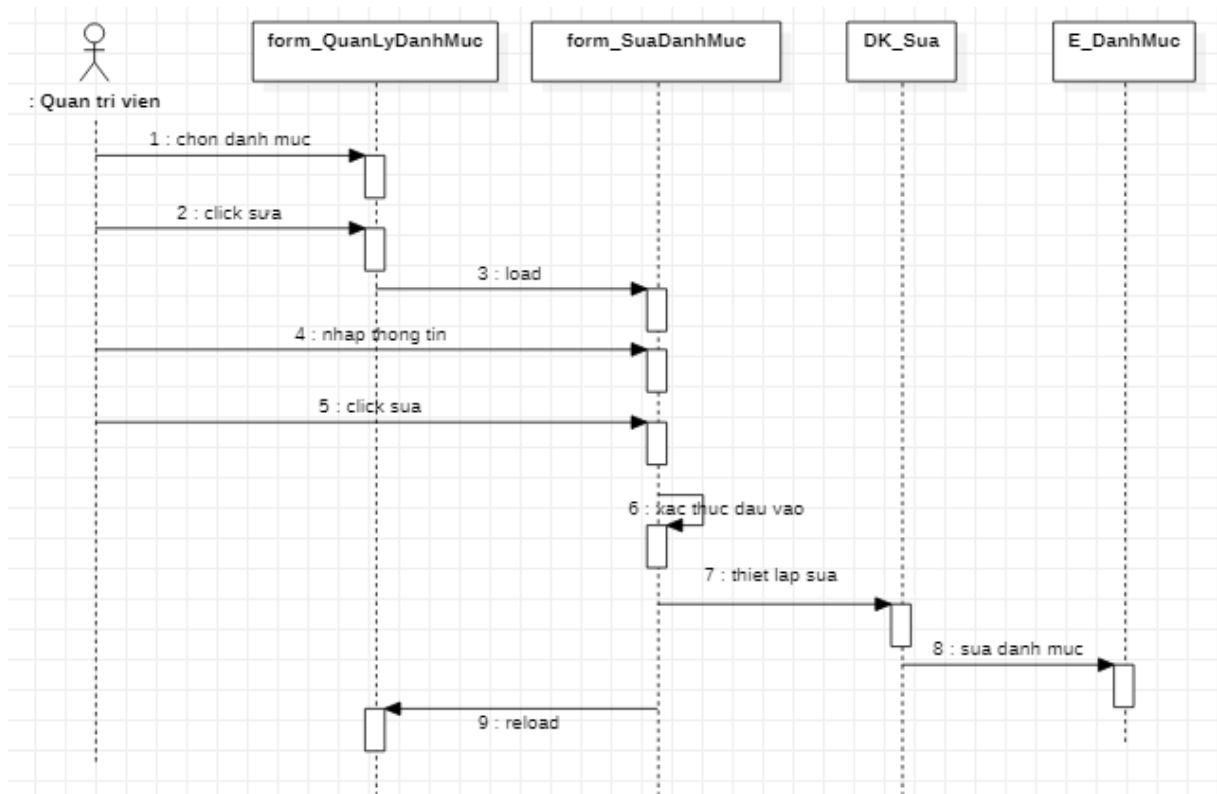 form_QuanLyDanhMuc
form_SuaDanhMuc
DK_Sua
E_DanhMuc
: Quan tri vien
1 : chon danh muc
2 : click sưa
3 : load
4 : nhap thong tin
5 : click sua
6 : xac thuc dau vao
7 : thiet lap sua
8 : sua danh muc
9 : reload